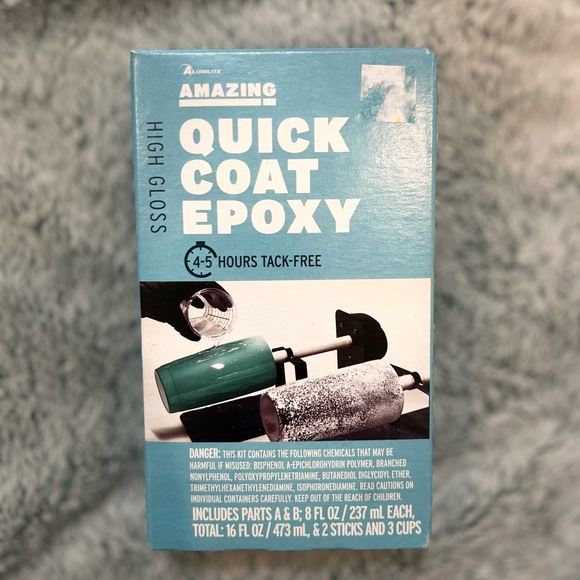 ALUMILITE
AMAZING
HIGH GLOSS
QUICK
COAT
EPOXY
4-5 HOURS TACK-FREE
DANGER: THIS KIT CONTAINS THE FOLLOWING CHEMICALS THAT MAY BE
HARMFUL IF MISUSED: BISPHENOL A-EPICHLOROHYDRIN POLYMER, BRANCHED
NONYLPHENOL, POLYOXYPROPYLENETRIAMINE, BUTANEDIOL DIGLYCIDYL ETHER,
TRIMETHYLHEXAMETHYLENEDIAMINE, ISOPHORONEDIAMINE. READ CAUTIONS ON
INDIVIDUAL CONTAINERS CAREFULLY. KEEP OUT OF THE REACH OF CHILDREN.
INCLUDES PARTS A & B; 8 FL OZ / 237 mL EACH,
TOTAL: 16 FL OZ / 473 mL, & 2 STICKS AND 3 CUPS